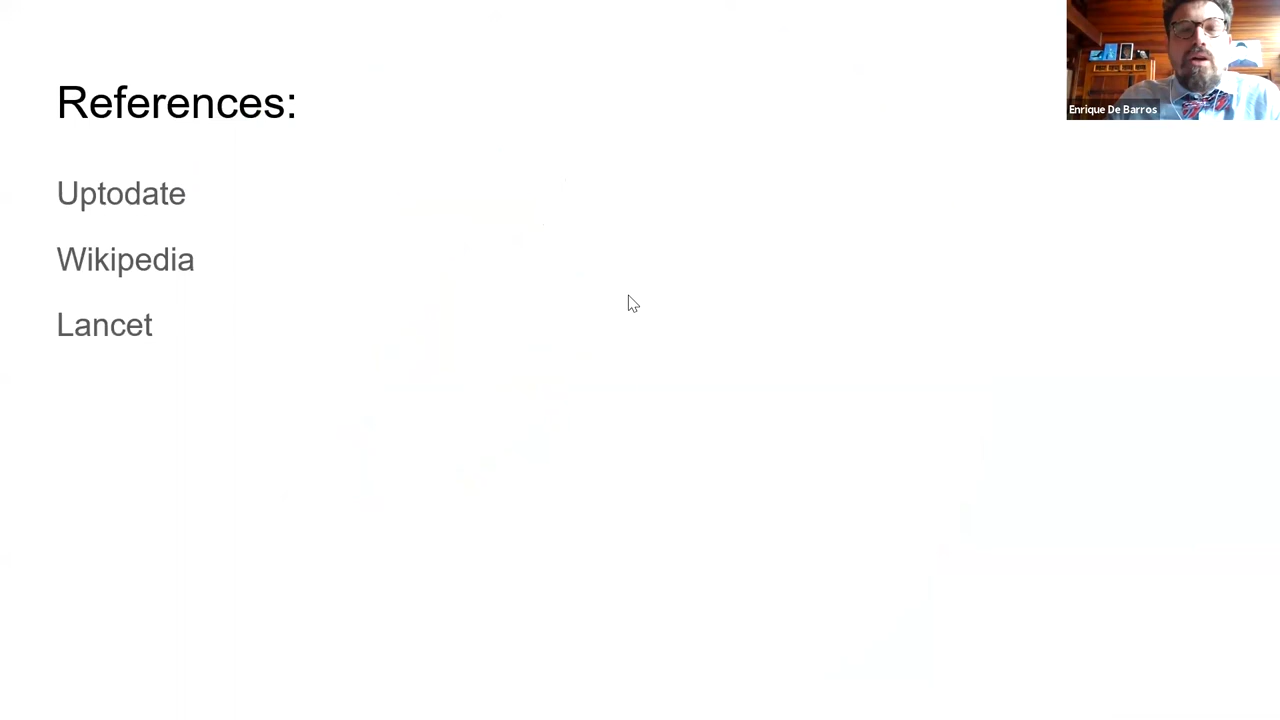 References:
Uptodate
Wikipedia
Lancet
Enrique De Barros